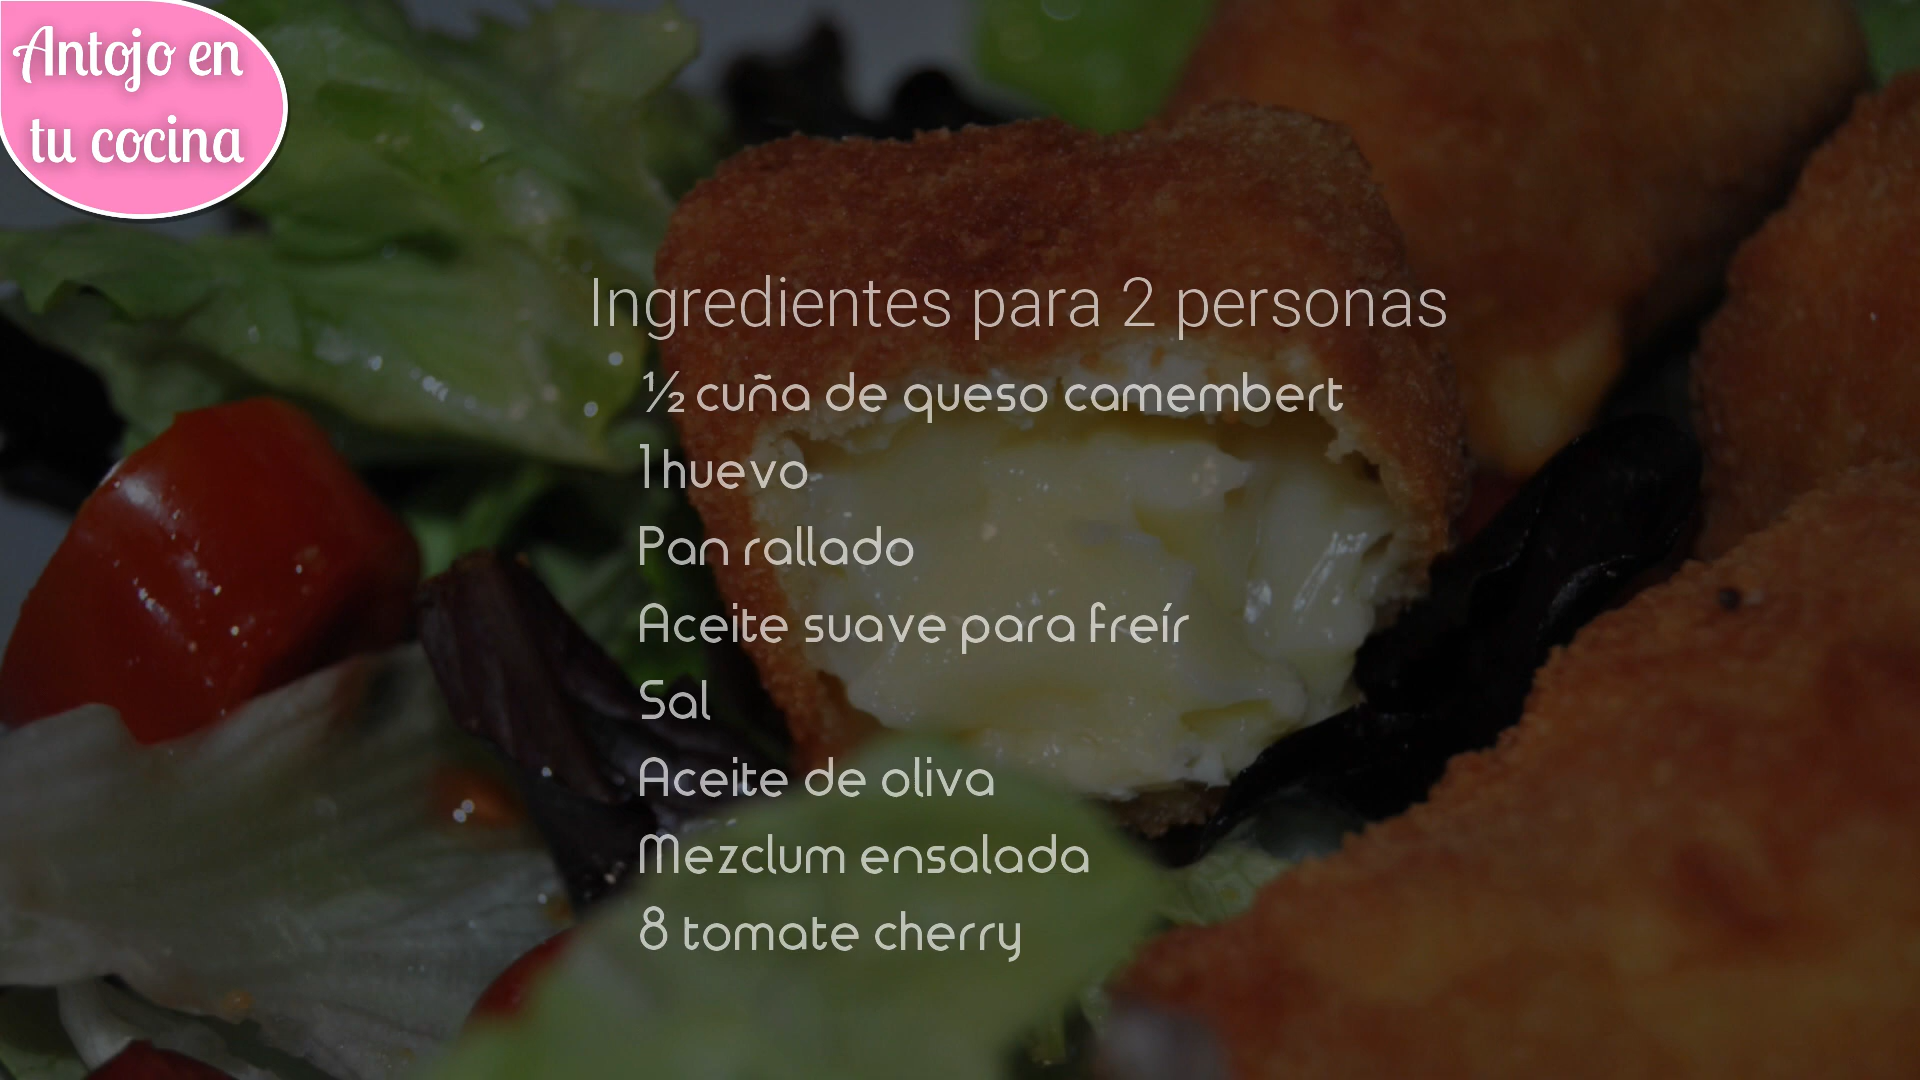 Antojo en
tu cocina
Ingredientes para 2 personas
½ cuña de queso camembert
1 huevo
Pan rallado
Aceite suave para freír
Sal
Aceite de oliva
Mezclum ensalada
8 tomate cherry